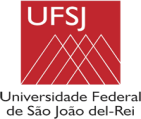 UFSJ
Universidade Federal
de São João del-Rei